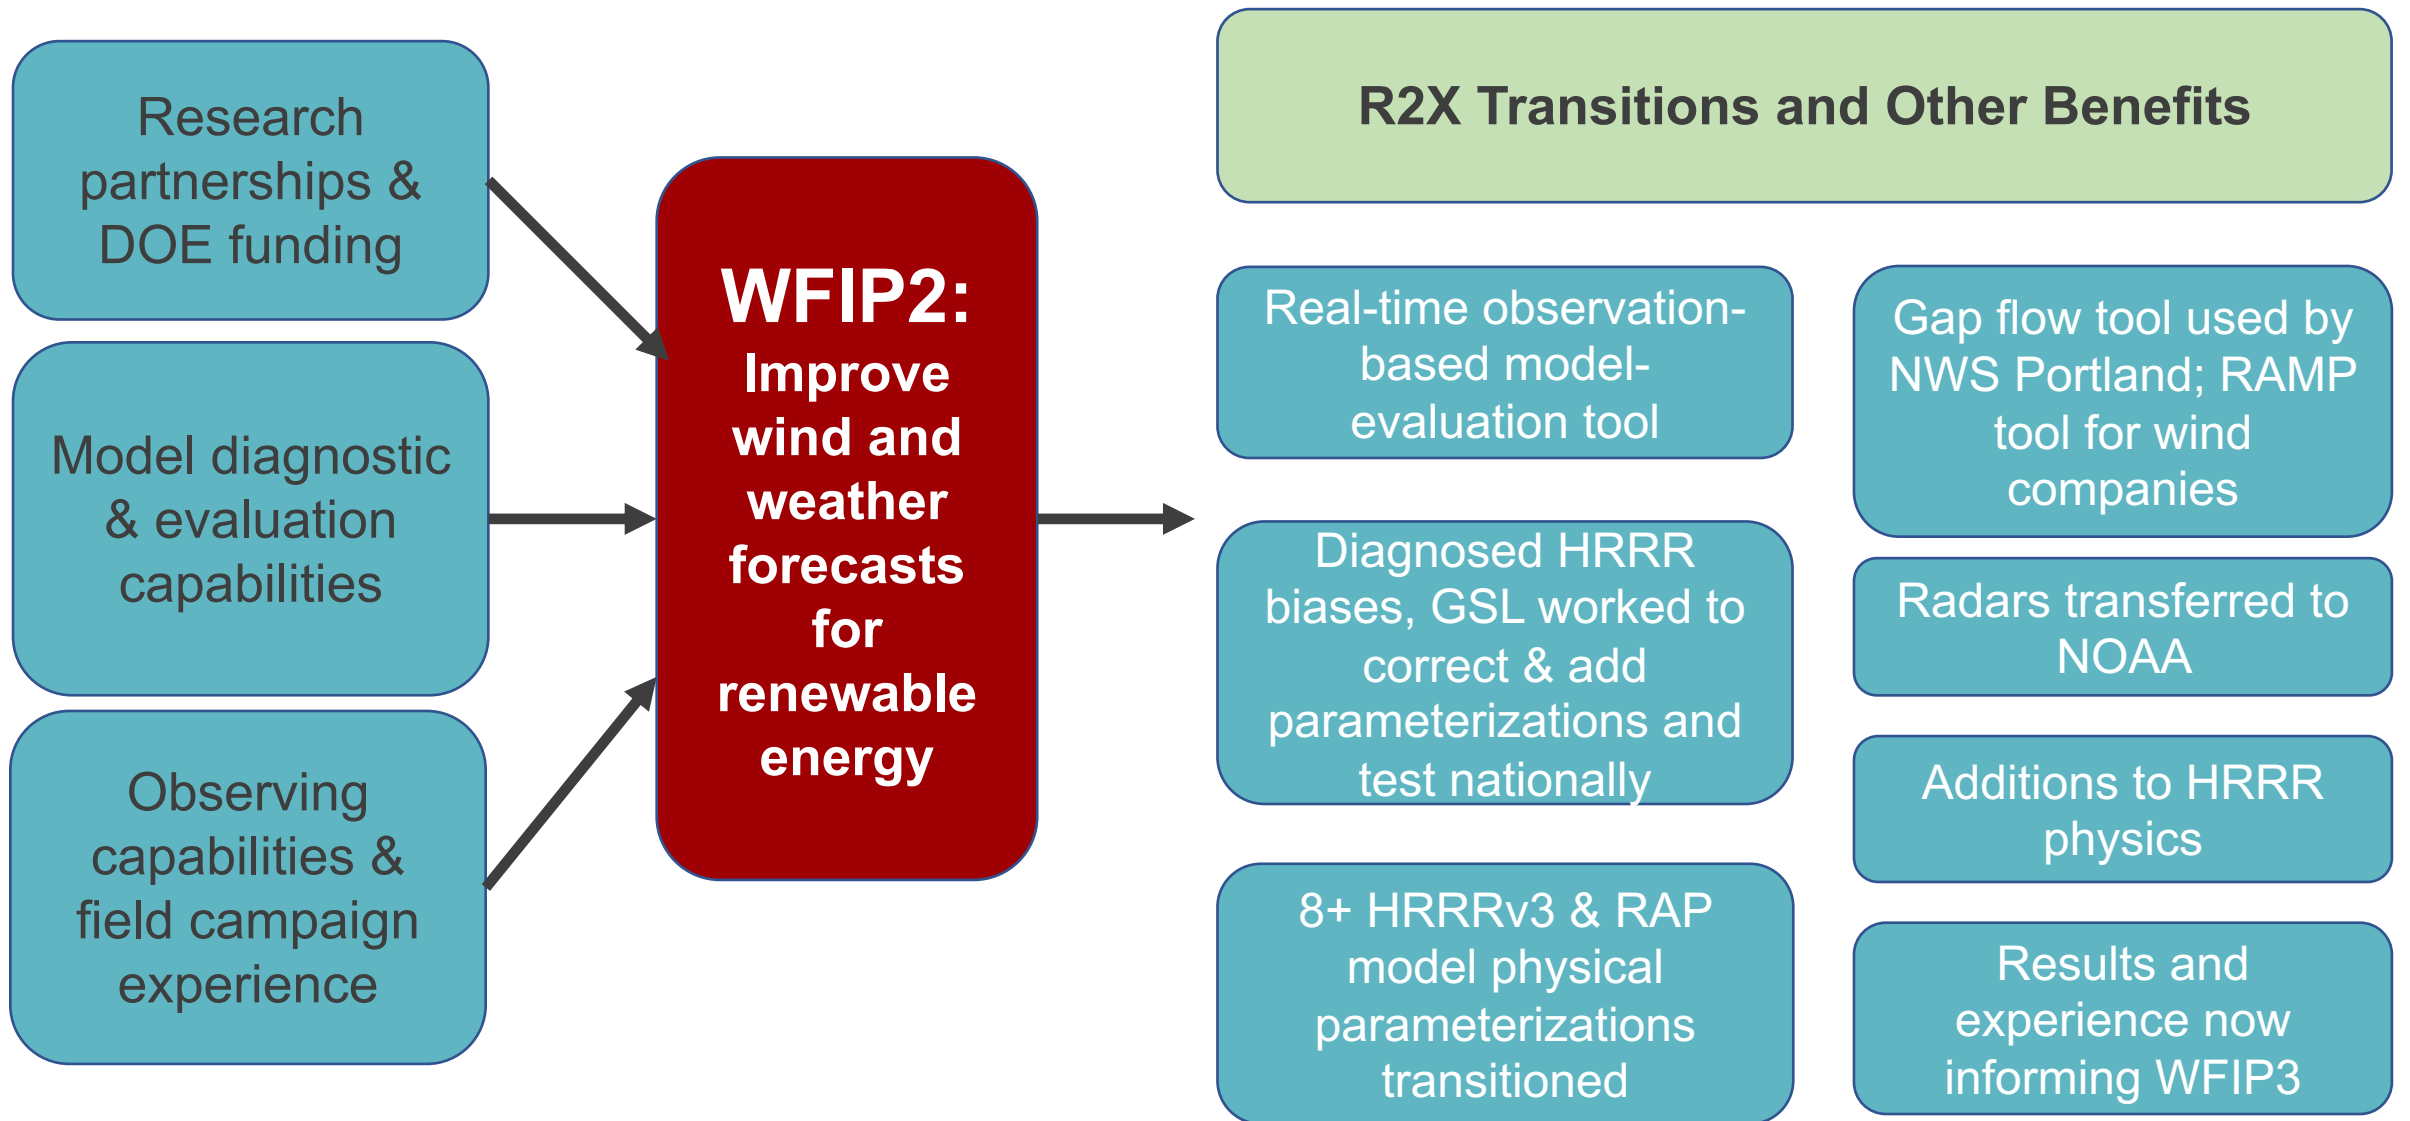 Research
partnerships &
DOE funding
Model diagnostic
& evaluation
capabilities
Observing
capabilities &
field campaign
experience
WFIP2:
Improve
wind and
weather
forecasts
for
renewable
energy
R2X Transitions and Other Benefits
Real-time observation-
based model-
evaluation tool
Diagnosed HRRR
biases, GSL worked to
correct & add
parameterizations and
test nationally
8+ HRRRv3 & RAP
model physical
parameterizations
transitioned
Gap flow tool used by
NWS Portland; RAMP
tool for wind
companies
Radars transferred to
NOAA
Additions to HRRR
physics
Results and
experience now
informing WFIP3